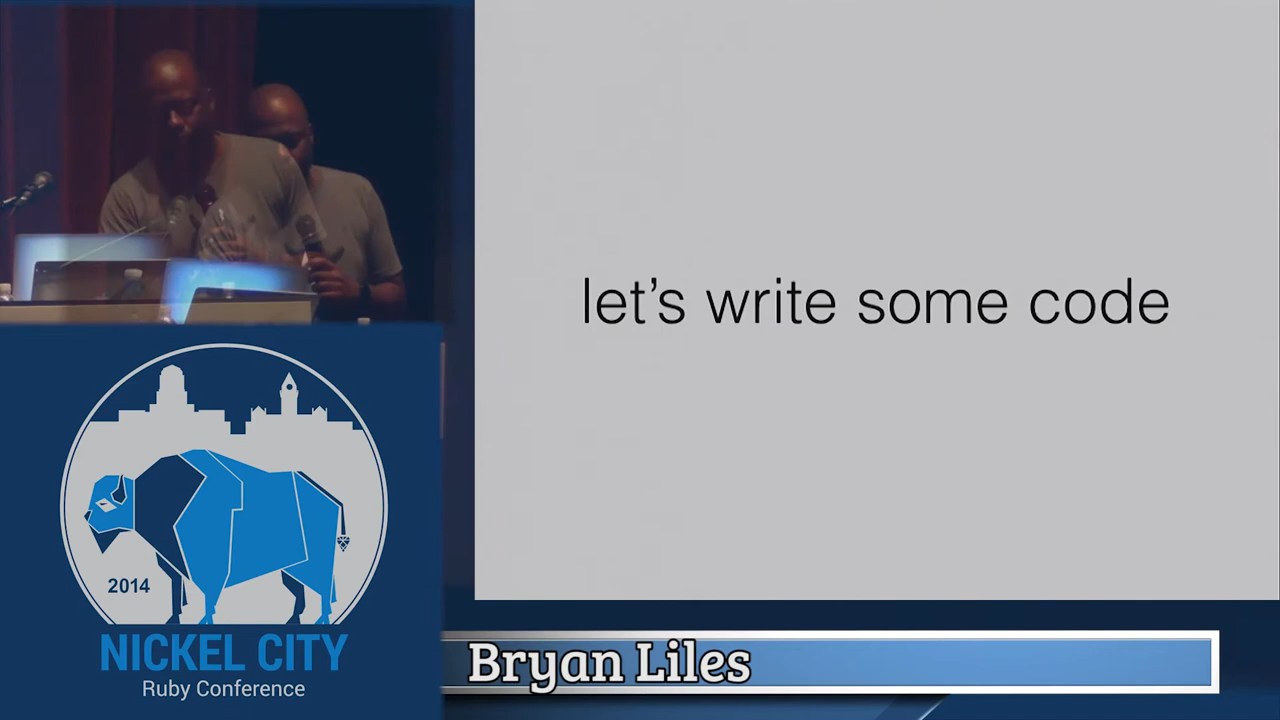 let's write some code
2014
NICKEL CITY
Ruby Conference
Bryan Liles